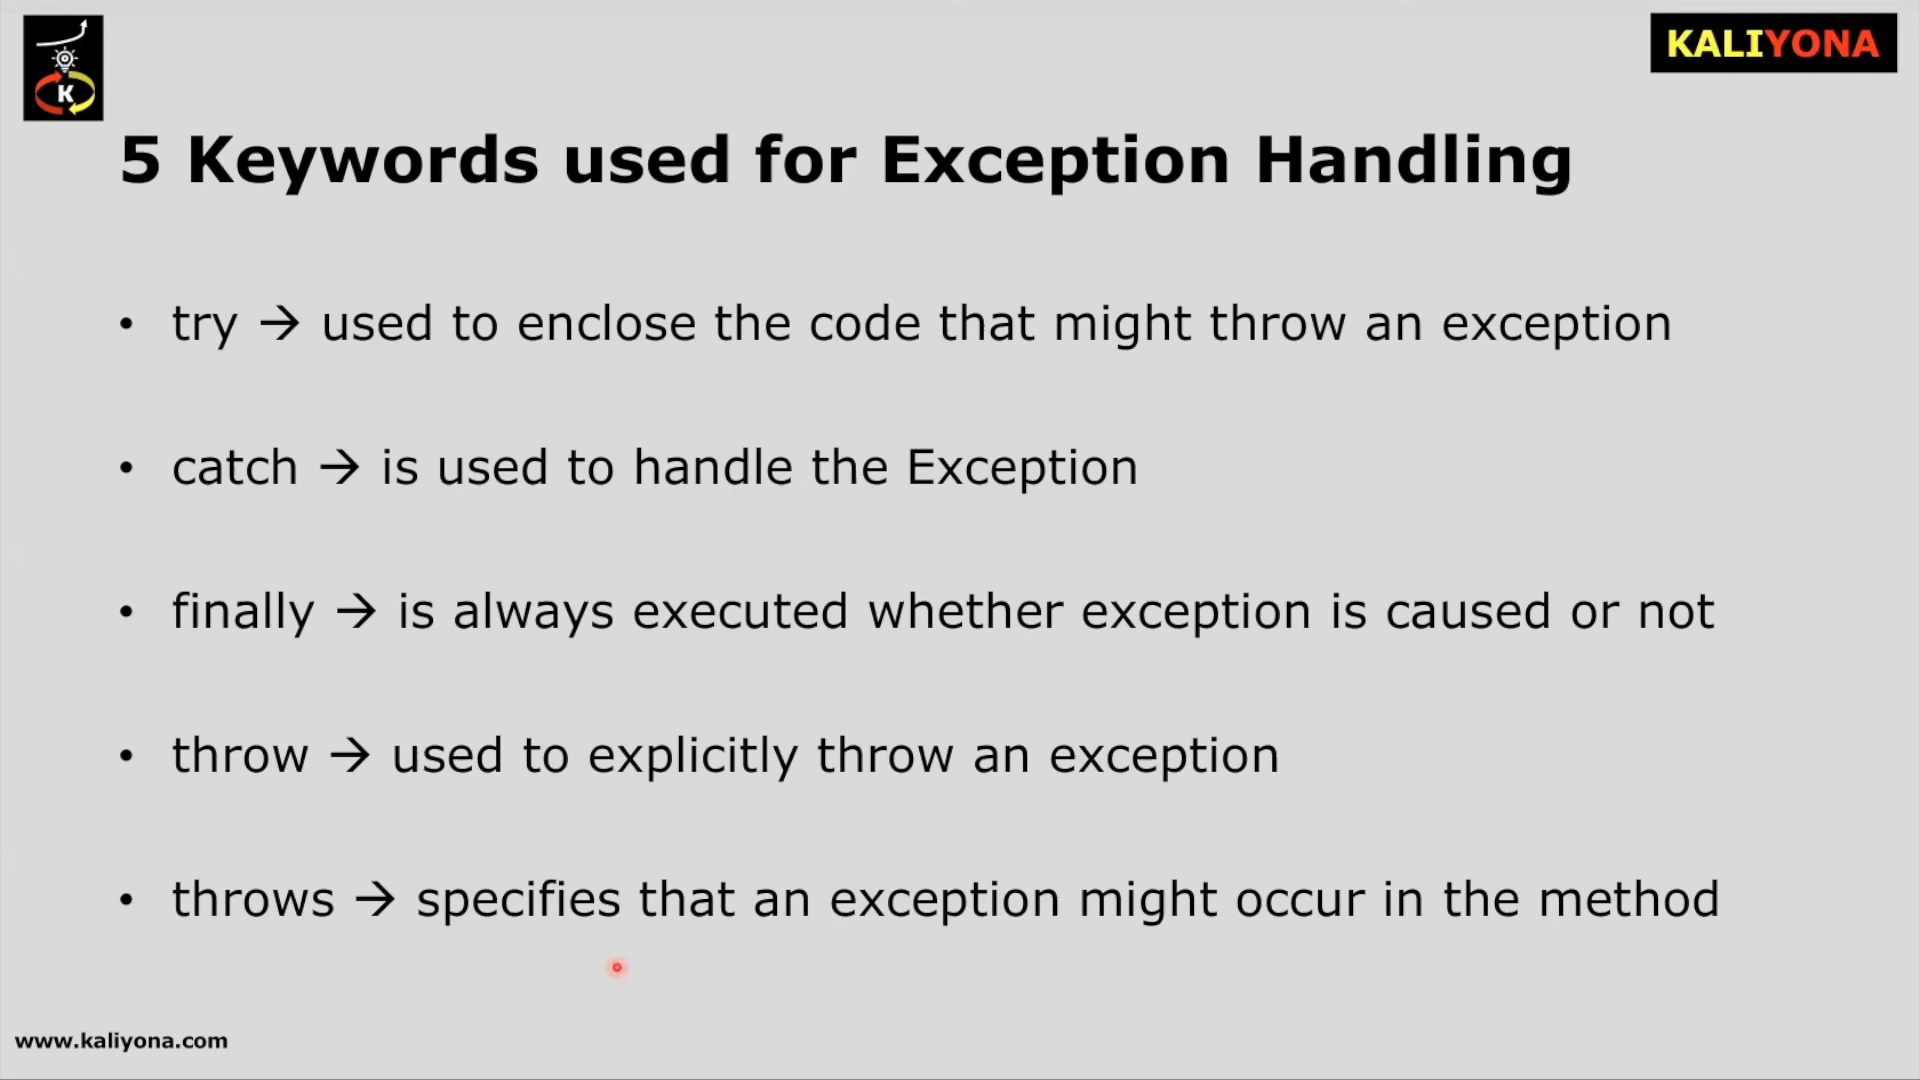 K
KALIYONA
5 Keywords used for Exception Handling
• try → used to enclose the code that might throw an exception
• catch → is used to handle the Exception
• finally → is always executed whether exception is caused or not
• throw → used to explicitly throw an exception
• throws → specifies that an exception might occur in the method
www.kaliyona.com